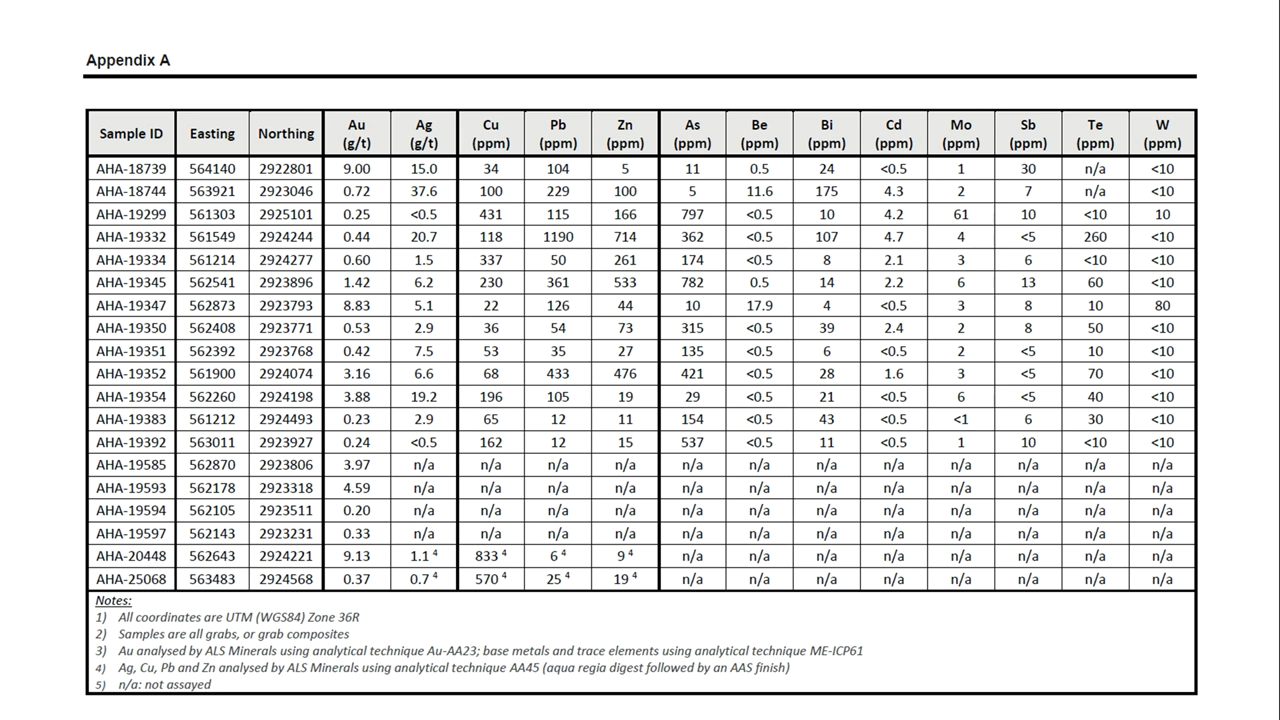 Appendix A
Sample ID Easting Northing Au (g/t) Ag (g/t) Cu (ppm) Pb (ppm) Zn (ppm) As (ppm) Be (ppm) Bi (ppm) Cd (ppm) Mo (ppm) Sb (ppm) Te (ppm) W (ppm)
AHA-18739 564140 2922801 9.00 15.0 34 104 5 11 0.5 24 <0.5 1 30 n/a <10
AHA-18744 563921 2923046 0.72 37.6 100 229 100 5 11.6 175 4.3 2 7 n/a <10
AHA-19299 561303 2925101 0.25 <0.5 431 115 166 797 <0.5 10 4.2 61 10 <10 10
AHA-19332 561549 2924244 0.44 20.7 118 1190 714 362 <0.5 107 4.7 4 <5 260 <10
AHA-19334 561214 2924277 0.60 1.5 337 50 261 174 <0.5 8 2.1 3 6 <10 <10
AHA-19345 562541 2923896 1.42 6.2 230 361 533 782 0.5 14 2.2 6 13 60 <10
AHA-19347 562873 2923793 8.83 5.1 22 126 44 10 17.9 4 <0.5 3 8 10 80
AHA-19350 562408 2923771 0.53 2.9 36 54 73 315 <0.5 39 2.4 2 8 50 <10
AHA-19351 562392 2923768 0.42 7.5 53 35 27 135 <0.5 6 <0.5 2 <5 10 <10
AHA-19352 561900 2924074 3.16 6.6 68 433 476 421 <0.5 28 1.6 3 <5 70 <10
AHA-19354 562260 2924198 3.88 19.2 196 105 19 29 <0.5 21 <0.5 6 <5 40 <10
AHA-19383 561212 2924493 0.23 2.9 65 12 11 154 <0.5 43 <0.5 <1 6 30 <10
AHA-19392 563011 2923927 0.24 <0.5 162 12 15 537 <0.5 11 <0.5 1 10 <10 <10
AHA-19585 562870 2923806 3.97 n/a n/a n/a n/a n/a n/a n/a n/a n/a n/a n/a n/a
AHA-19593 562178 2923318 4.59 n/a n/a n/a n/a n/a n/a n/a n/a n/a n/a n/a n/a
AHA-19594 562105 2923511 0.20 n/a n/a n/a n/a n/a n/a n/a n/a n/a n/a n/a n/a
AHA-19597 562143 2923231 0.33 n/a n/a n/a n/a n/a n/a n/a n/a n/a n/a n/a n/a
AHA-20448 562643 2924221 9.13 1.1 ⁴ 833 ⁴ 6 ⁴ 9 ⁴ n/a n/a n/a n/a n/a n/a n/a n/a
AHA-25068 563483 2924568 0.37 0.7 ⁴ 570 ⁴ 25 ⁴ 19 ⁴ n/a n/a n/a n/a n/a n/a n/a n/a
Notes:
1) All coordinates are UTM (WGS84) Zone 36R
2) Samples are all grabs, or grab composites
3) Au analysed by ALS Minerals using analytical technique Au-AA23; base metals and trace elements using analytical technique ME-ICP61
4) Ag, Cu, Pb and Zn analysed by ALS Minerals using analytical technique AA45 (aqua regia digest followed by an AAS finish)
5) n/a: not assayed